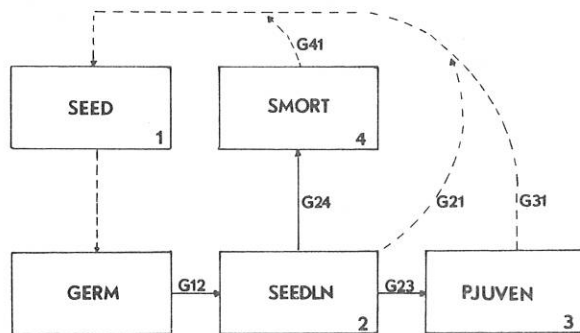 G41
SEED
1
SMORT
4
G24
G21
G31
GERM
G12
SEEDLN
2
G23
PJUVEN
3